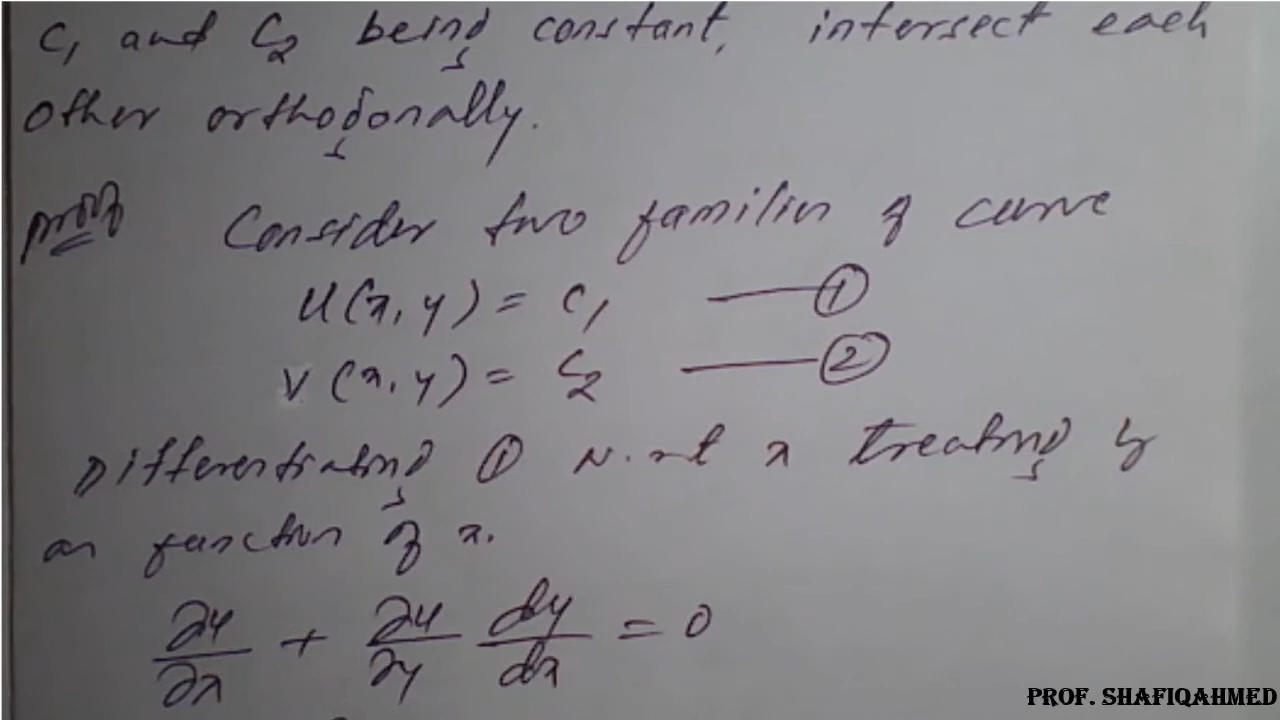 C₁ and C₂ being constant, intersect each
other orthogonally.
proof Consider two families of curve
u(x, y) = C₁ —— ①
v(x, y) = C₂ —— ②
Differentiating ① w.r.t x treating y
as function of x.
∂u/∂x + ∂u/∂y dy/dx = 0
PROF. SHAFIQAHMED